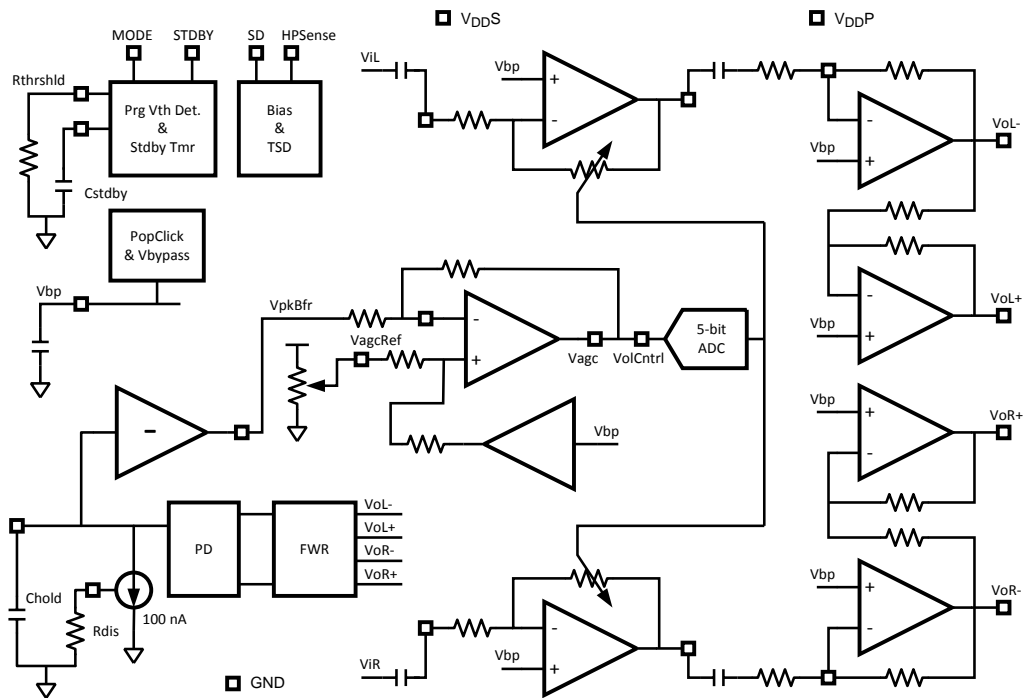 V_DDS
V_DDP
MODE
STDBY
SD
HPSense
ViL
Vbp
+
-
Rthrshld
Prg Vth Det.
&
Stdby Tmr
Bias
&
TSD
Cstdby
-
Vbp
+
VoL-
PopClick
& Vbypass
Vbp
VpkBfr
VagcRef
-
+
Vagc
VolCntrl
5-bit
ADC
-
+
Vbp
VoL+
Vbp
-
Vbp
+
-
VoR+
PD
FWR
VoL-
VoL+
VoR-
VoR+
Chold
Rdis
100 nA
-
+
Vbp
ViR
Vbp
+
-
VoR-
GND